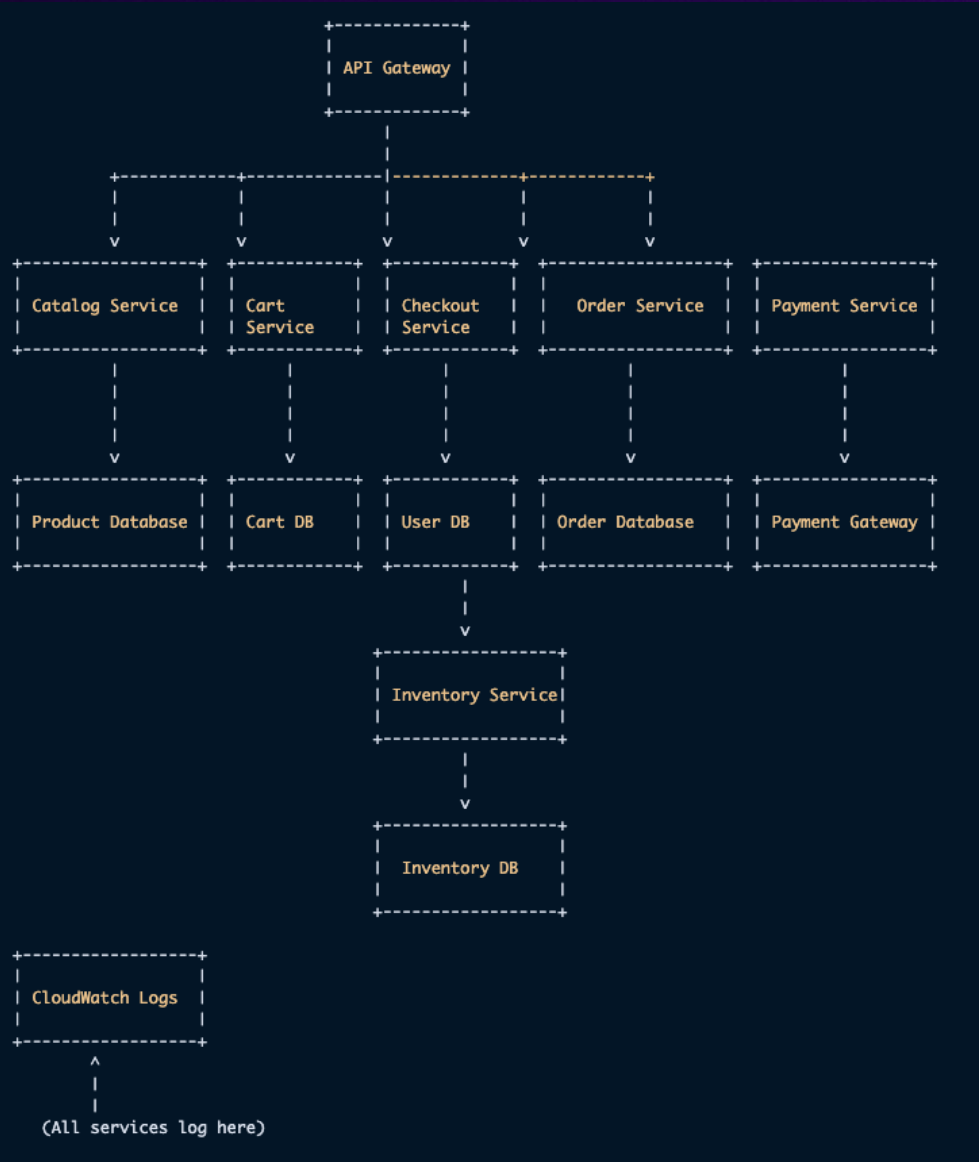 API Gateway
Catalog Service
Cart
Service
Checkout
Service
Order Service
Payment Service
Product Database
Cart DB
User DB
Order Database
Payment Gateway
Inventory Service
Inventory DB
CloudWatch Logs
(All services log here)